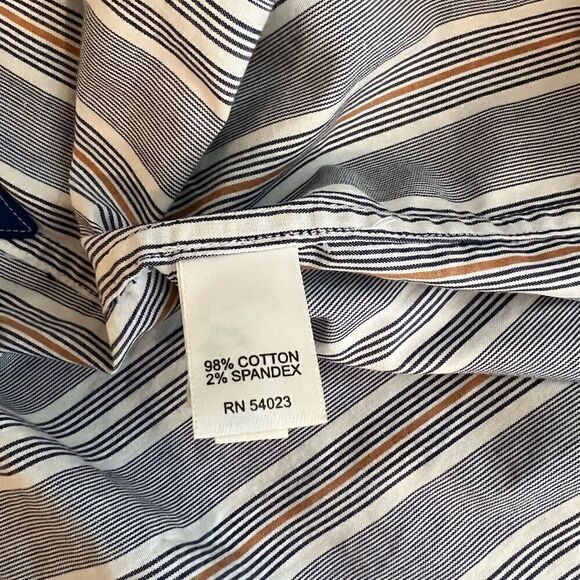 98% COTTON
2% SPANDEX
RN 54023